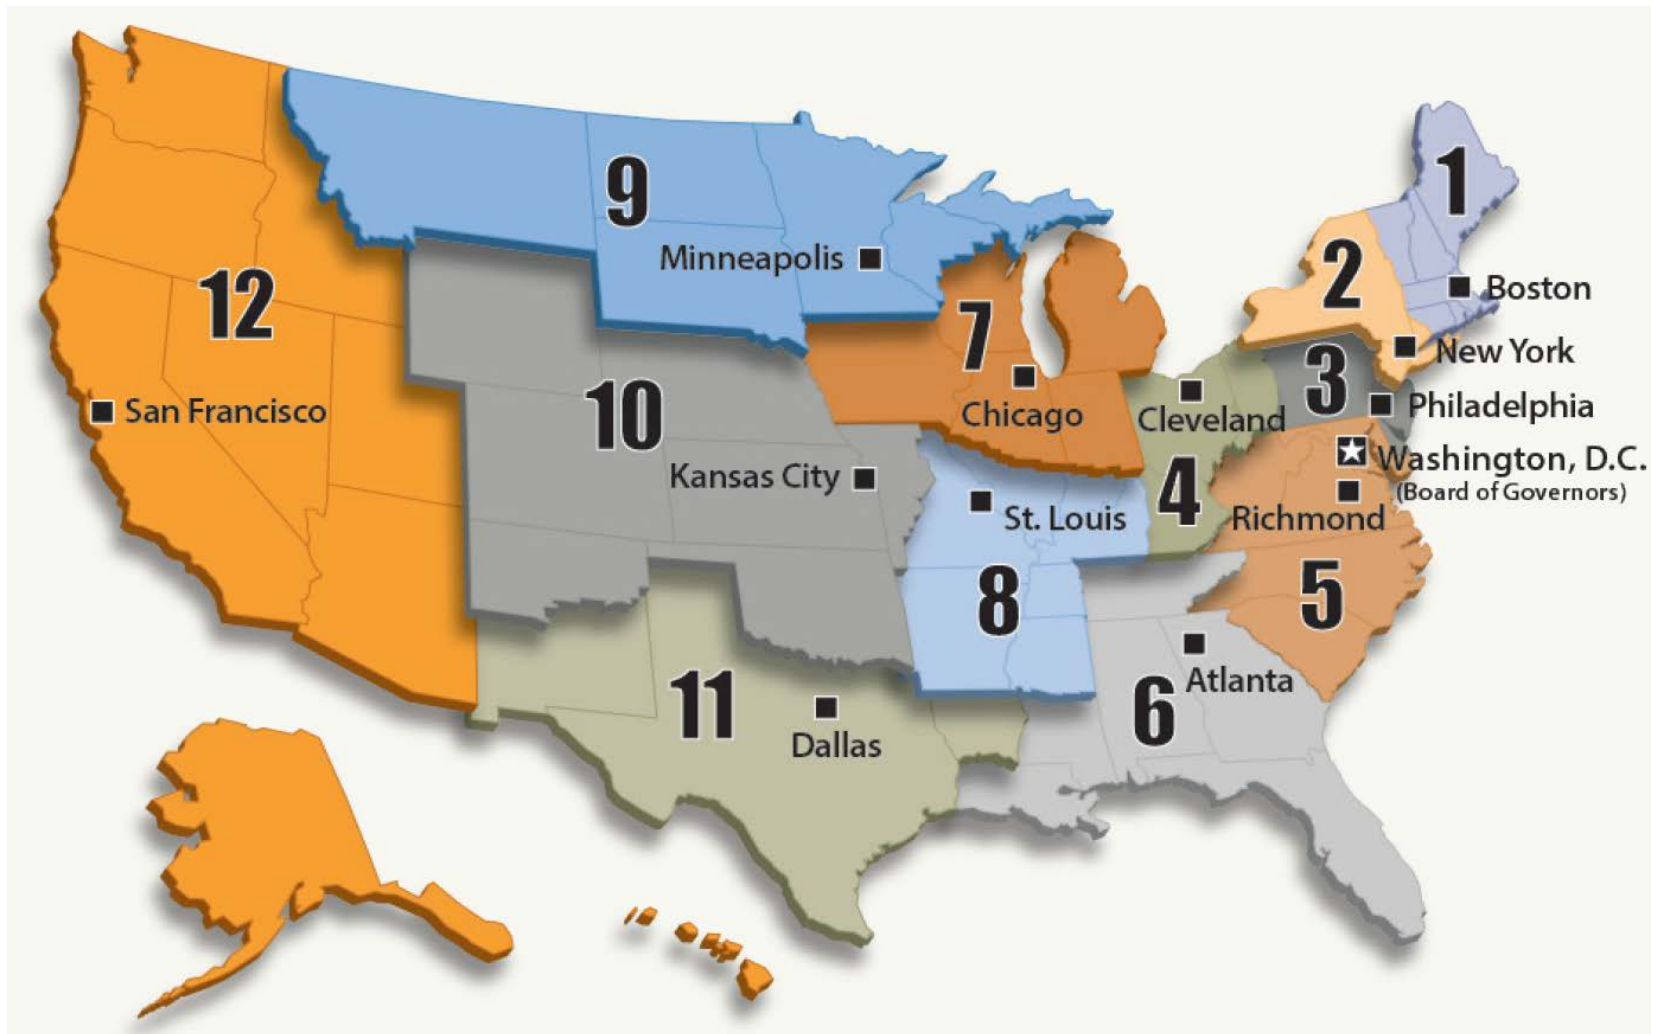 1
9
2
Minneapolis
12
Boston
7
New York
3
10
Chicago
Cleveland
Philadelphia
San Francisco
Kansas City
4
Washington, D.C.
(Board of Governors)
St. Louis
Richmond
8
5
11
6
Atlanta
Dallas